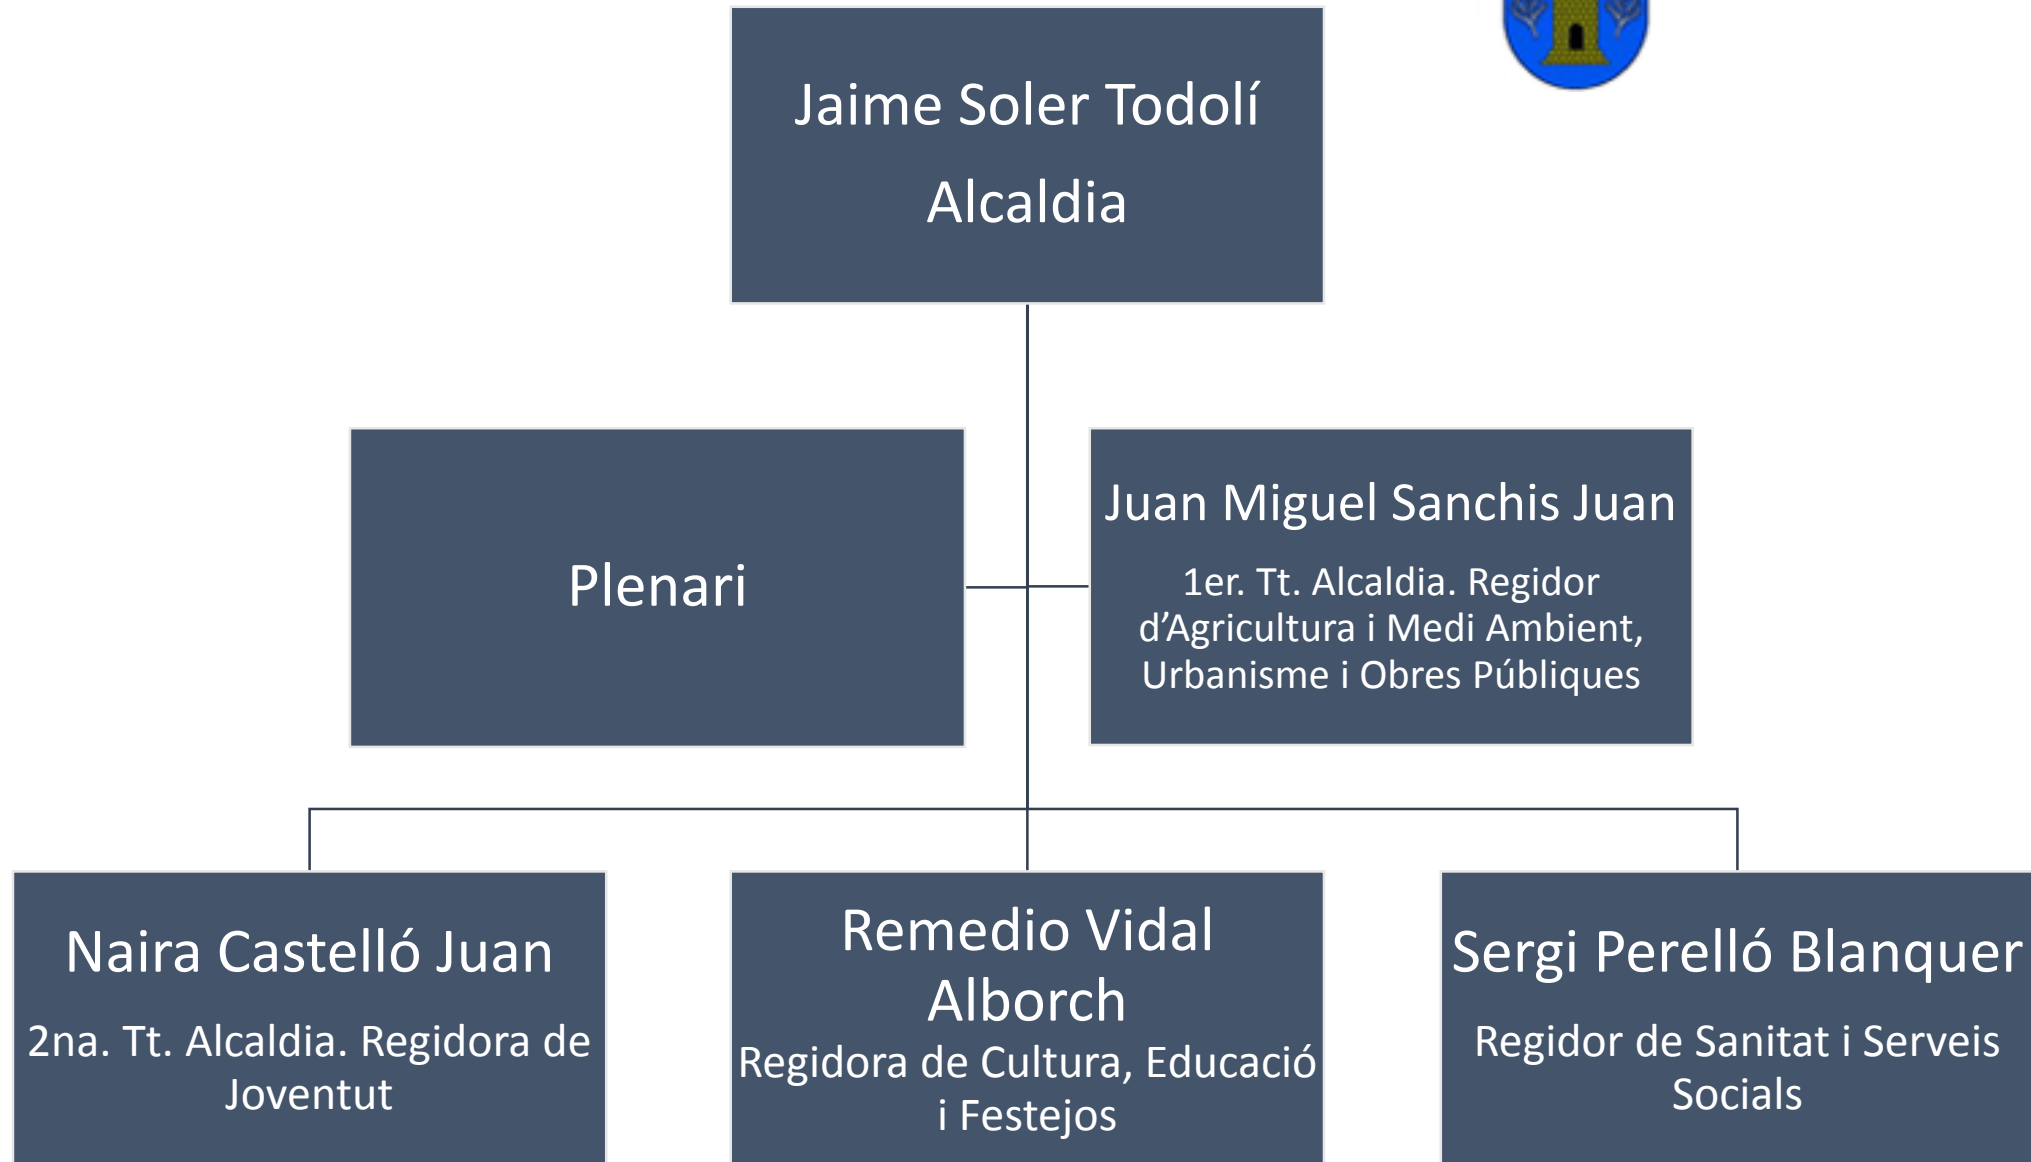 Jaime Soler Todolí
Alcaldia
Plenari
Juan Miguel Sanchis Juan
1er. Tt. Alcaldia. Regidor
d’Agricultura i Medi Ambient,
Urbanisme i Obres Públiques
Naira Castelló Juan
2na. Tt. Alcaldia. Regidora de
Joventut
Remedio Vidal
Alborch
Regidora de Cultura, Educació
i Festejos
Sergi Perelló Blanquer
Regidor de Sanitat i Serveis
Socials